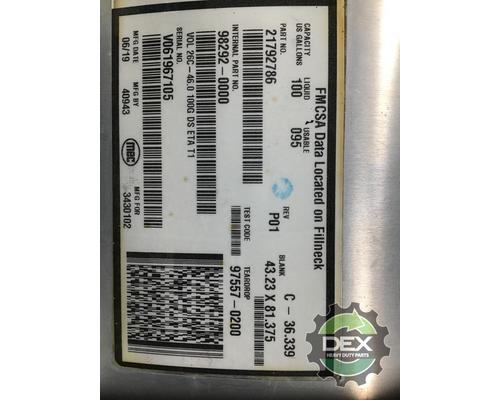 FMCSA Data Located on Fillneck
CAPACITY LIQUID USABLE
US GALLONS 100 095
C - 36.339
PART NO. REV BLANK
21792786 P01 43.23 X 81.375
INTERNAL PART NO. TEST CODE TEARDROP
98292-0000 97557-0200
VOL 26C-46.0 100G DS ETA T1
SERIAL NO.
V061967105
MFG DATE MFG BY MFG FOR
06/19 40943 3430102
mac
DEX
HEAVY DUTY PARTS